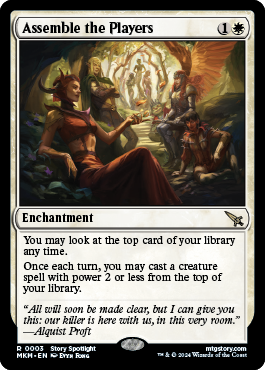 Assemble the Players 1
Enchantment
You may look at the top card of your library
any time.
Once each turn, you may cast a creature
spell with power 2 or less from the top of
your library.
“All will soon be made clear, but I can give you
this: our killer is here with us, in this very room.”
—Alquist Proft
R 0003 Story Spotlight mtgstory.com
MKM • EN Evyn Fong ™ & © 2024 Wizards of the Coast